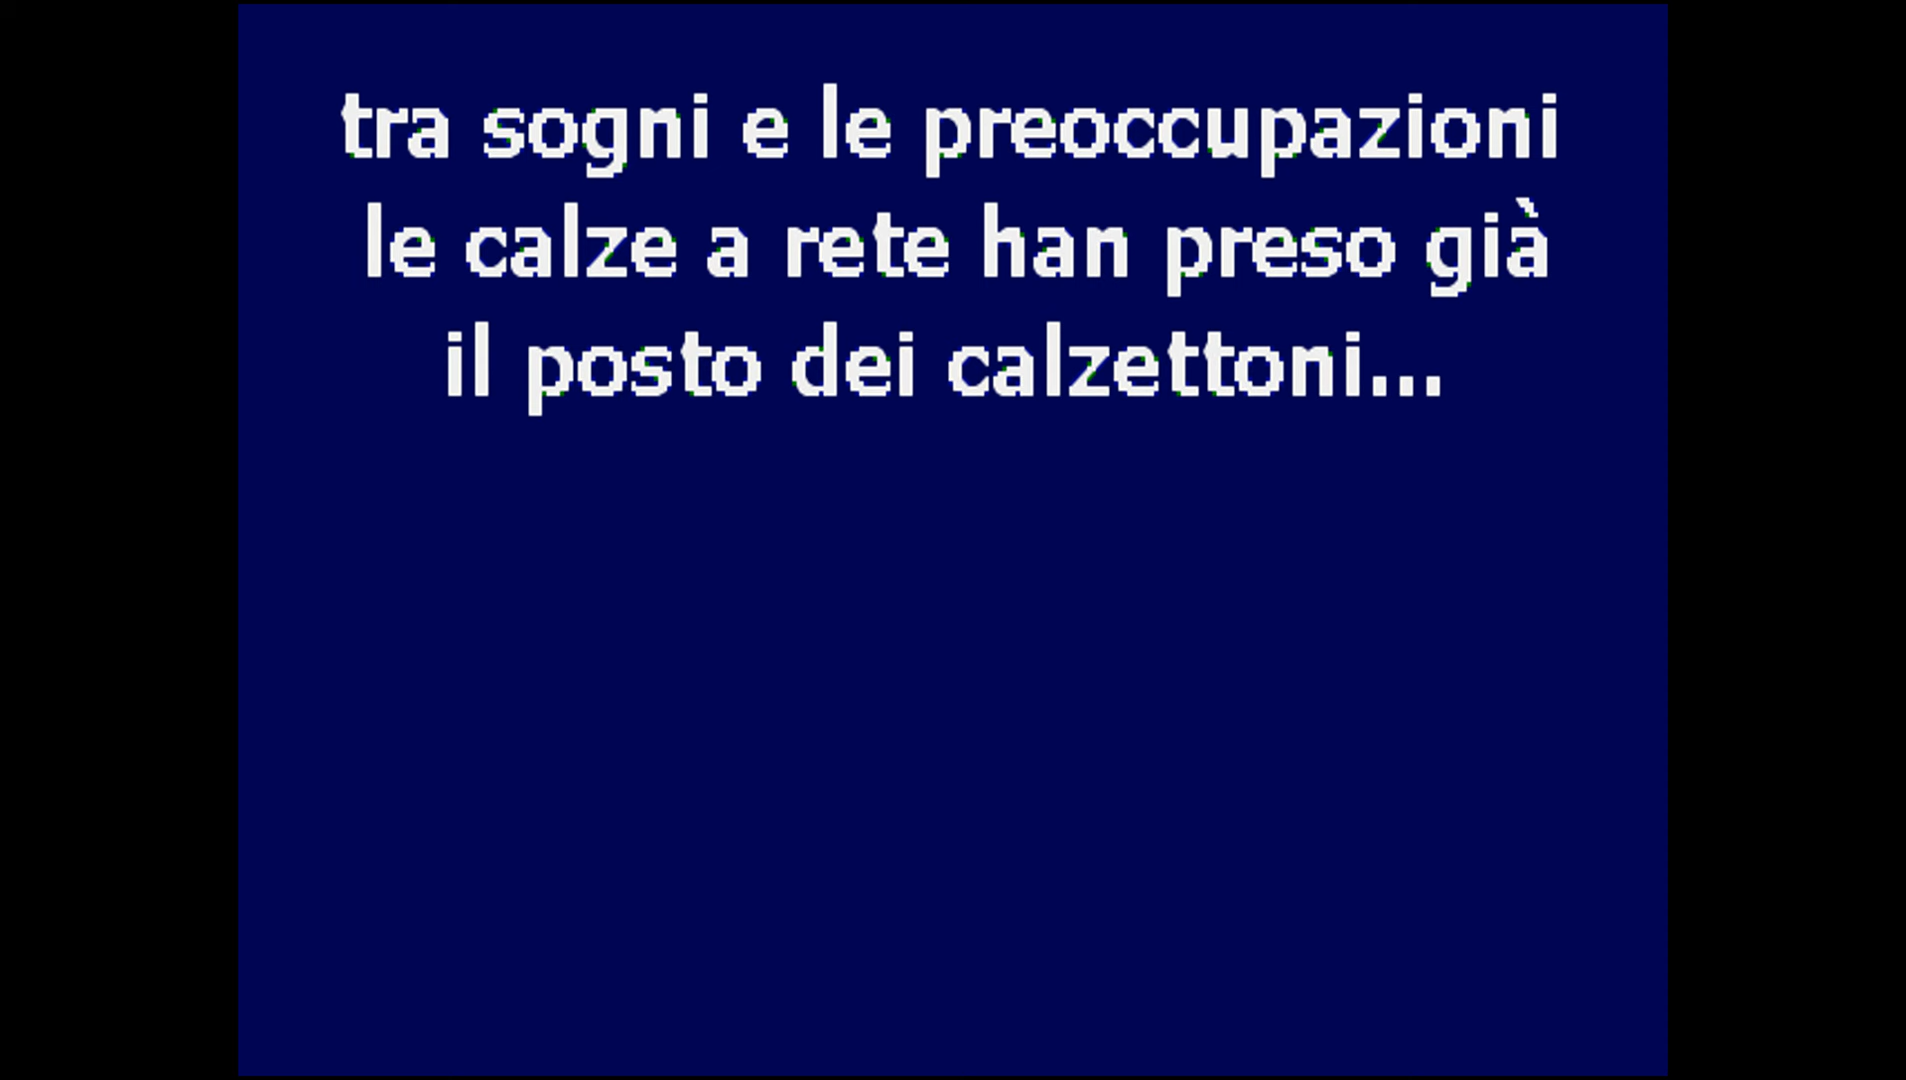 tra sogni e le preoccupazioni
le calze a rete han preso già
il posto dei calzettoni...